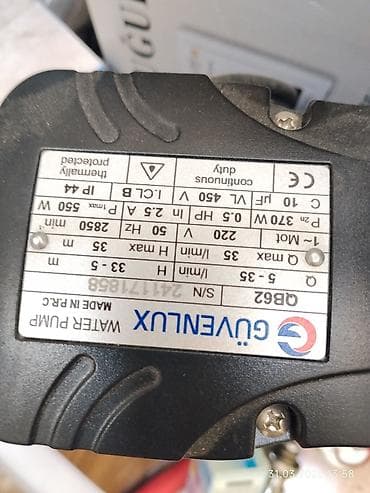 GÜVENLUX
WATER PUMP
MADE IN P.R.C
QB62 S/N 241171858
Q 5 - 35 l/min H 33 - 5 m
Q max 35 l/min H max 35 m
1~ Mot 220 V 50 Hz 2850 min⁻¹
P2n 370 W 0.5 HP In 2.5 A P1max 550 W
C 10 µF VL 450 V I.CL B IP 44
CE continuous duty thermally protected